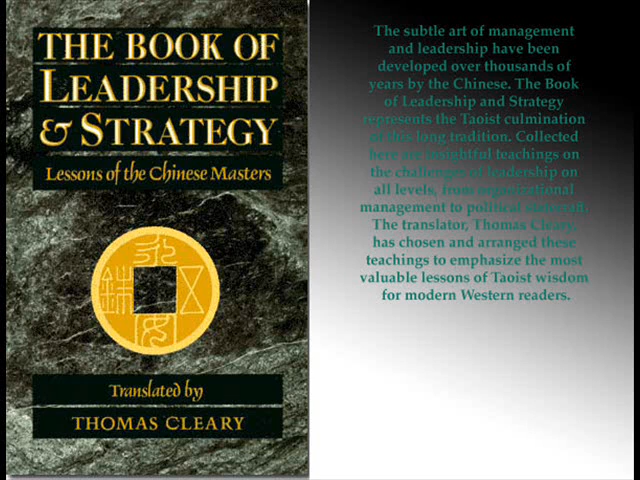 THE BOOK OF
LEADERSHIP
& STRATEGY
Lessons of the Chinese Masters
永安五銖
Translated by
THOMAS CLEARY
The subtle art of management
and leadership have been
developed over thousands of
years by the Chinese. The Book
of Leadership and Strategy
represents the Taoist culmination
of this long tradition. Collected
here are insightful teachings on
the challenges of leadership on
all levels, from organizational
management to political statecraft.
The translator, Thomas Cleary,
has chosen and arranged these
teachings to emphasize the most
valuable lessons of Taoist wisdom
for modern Western readers.